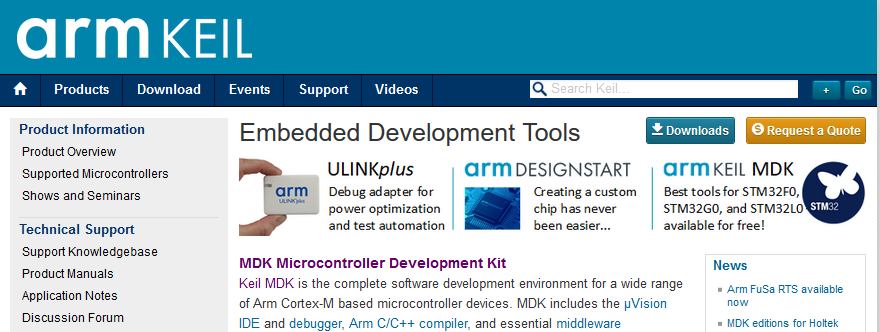 arm KEIL
Products Download Events Support Videos Search Keil... + Go
Product Information
Product Overview
Supported Microcontrollers
Shows and Seminars
Technical Support
Support Knowledgebase
Product Manuals
Application Notes
Discussion Forum
Embedded Development Tools
Downloads
Request a Quote
arm
ULINKplus
ULINKplus
Debug adapter for
power optimization
and test automation
arm DESIGNSTART
Creating a custom
chip has never
been easier...
arm KEIL MDK
Best tools for STM32F0,
STM32G0, and STM32L0
available for free!
STM32
MDK Microcontroller Development Kit
Keil MDK is the complete software development environment for a wide range
of Arm Cortex-M based microcontroller devices. MDK includes the µVision
IDE and debugger, Arm C/C++ compiler, and essential middleware
News
Arm FuSa RTS available
now
MDK editions for Holtek